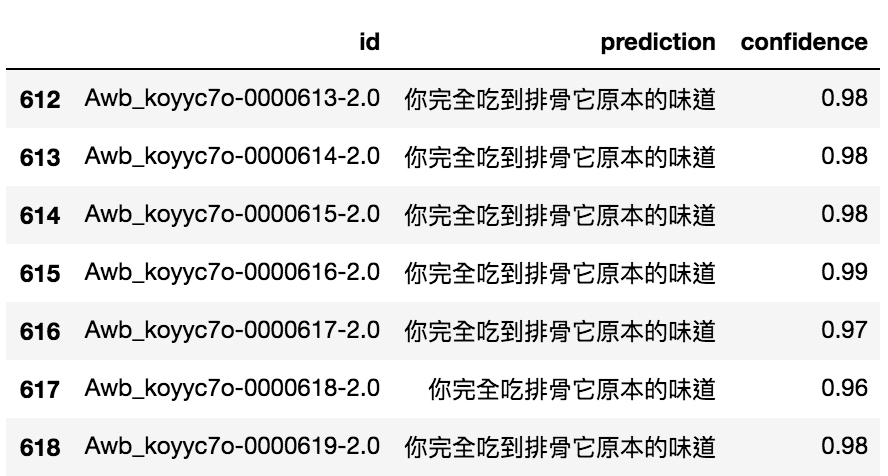 id prediction confidence
612 Awb_koyyc7o-0000613-2.0 你完全吃到排骨它原本的味道 0.98
613 Awb_koyyc7o-0000614-2.0 你完全吃到排骨它原本的味道 0.98
614 Awb_koyyc7o-0000615-2.0 你完全吃到排骨它原本的味道 0.98
615 Awb_koyyc7o-0000616-2.0 你完全吃到排骨它原本的味道 0.99
616 Awb_koyyc7o-0000617-2.0 你完全吃到排骨它原本的味道 0.97
617 Awb_koyyc7o-0000618-2.0 你完全吃排骨它原本的味道 0.96
618 Awb_koyyc7o-0000619-2.0 你完全吃到排骨它原本的味道 0.98